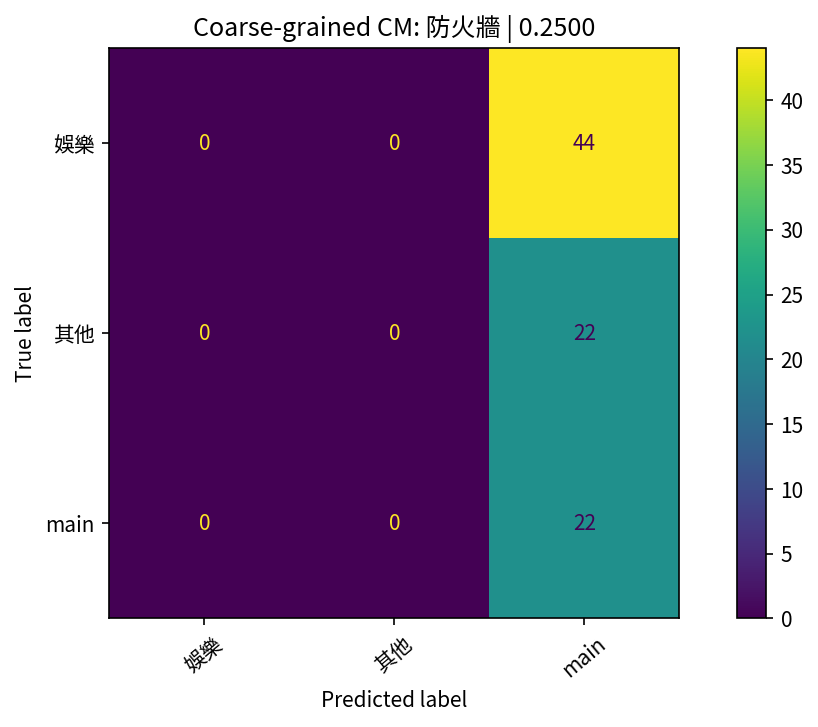 Coarse-grained CM: 防火牆 | 0.2500
True label
娛樂 0 0 44
其他 0 0 22
main 0 0 22
娛樂 其他 main
Predicted label
40
35
30
25
20
15
10
5
0